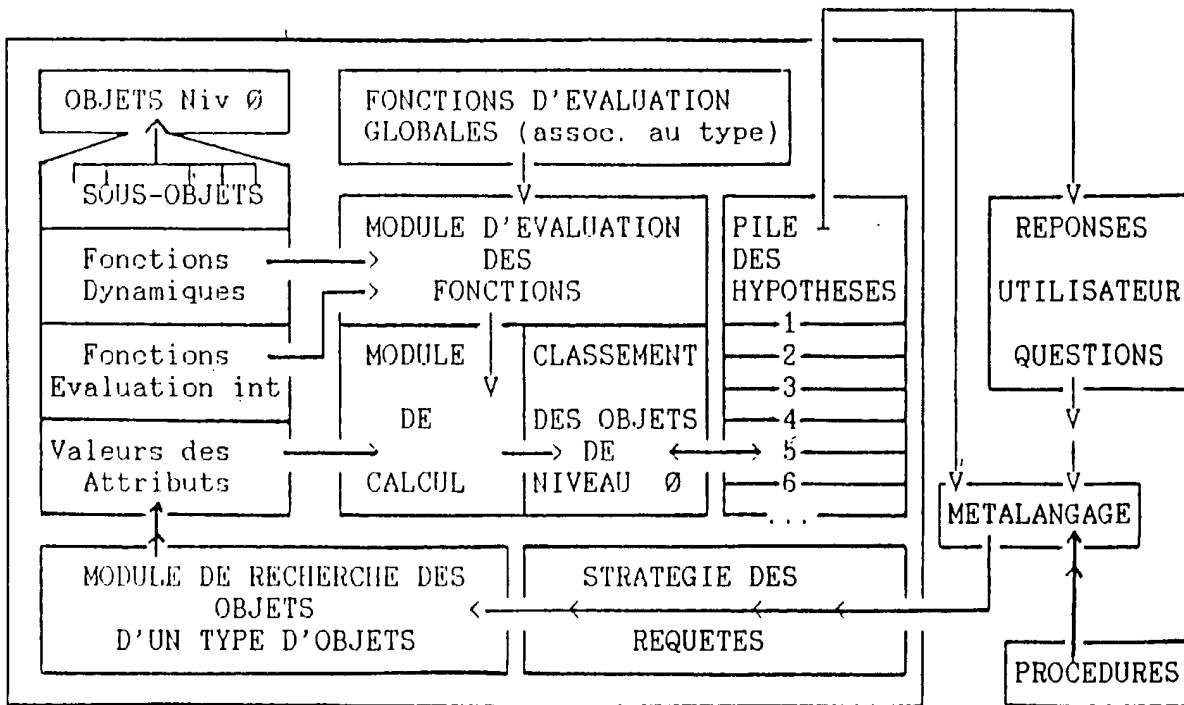 OBJETS Niv Ø
SOUS-OBJETS
Fonctions
Dynamiques
Fonctions
Evaluation int
Valeurs des
Attributs
FONCTIONS D'EVALUATION
GLOBALES (assoc. au type)
MODULE D'EVALUATION
DES
FONCTIONS
MODULE
DE
CALCUL
CLASSEMENT
DES OBJETS
DE
NIVEAU Ø
PILE
DES
HYPOTHESES
1
2
3
4
5
6
...
REPONSES
UTILISATEUR
QUESTIONS
METALANGAGE
MODULE DE RECHERCHE DES
OBJETS
D'UN TYPE D'OBJETS
STRATEGIE DES
REQUETES
PROCEDURES